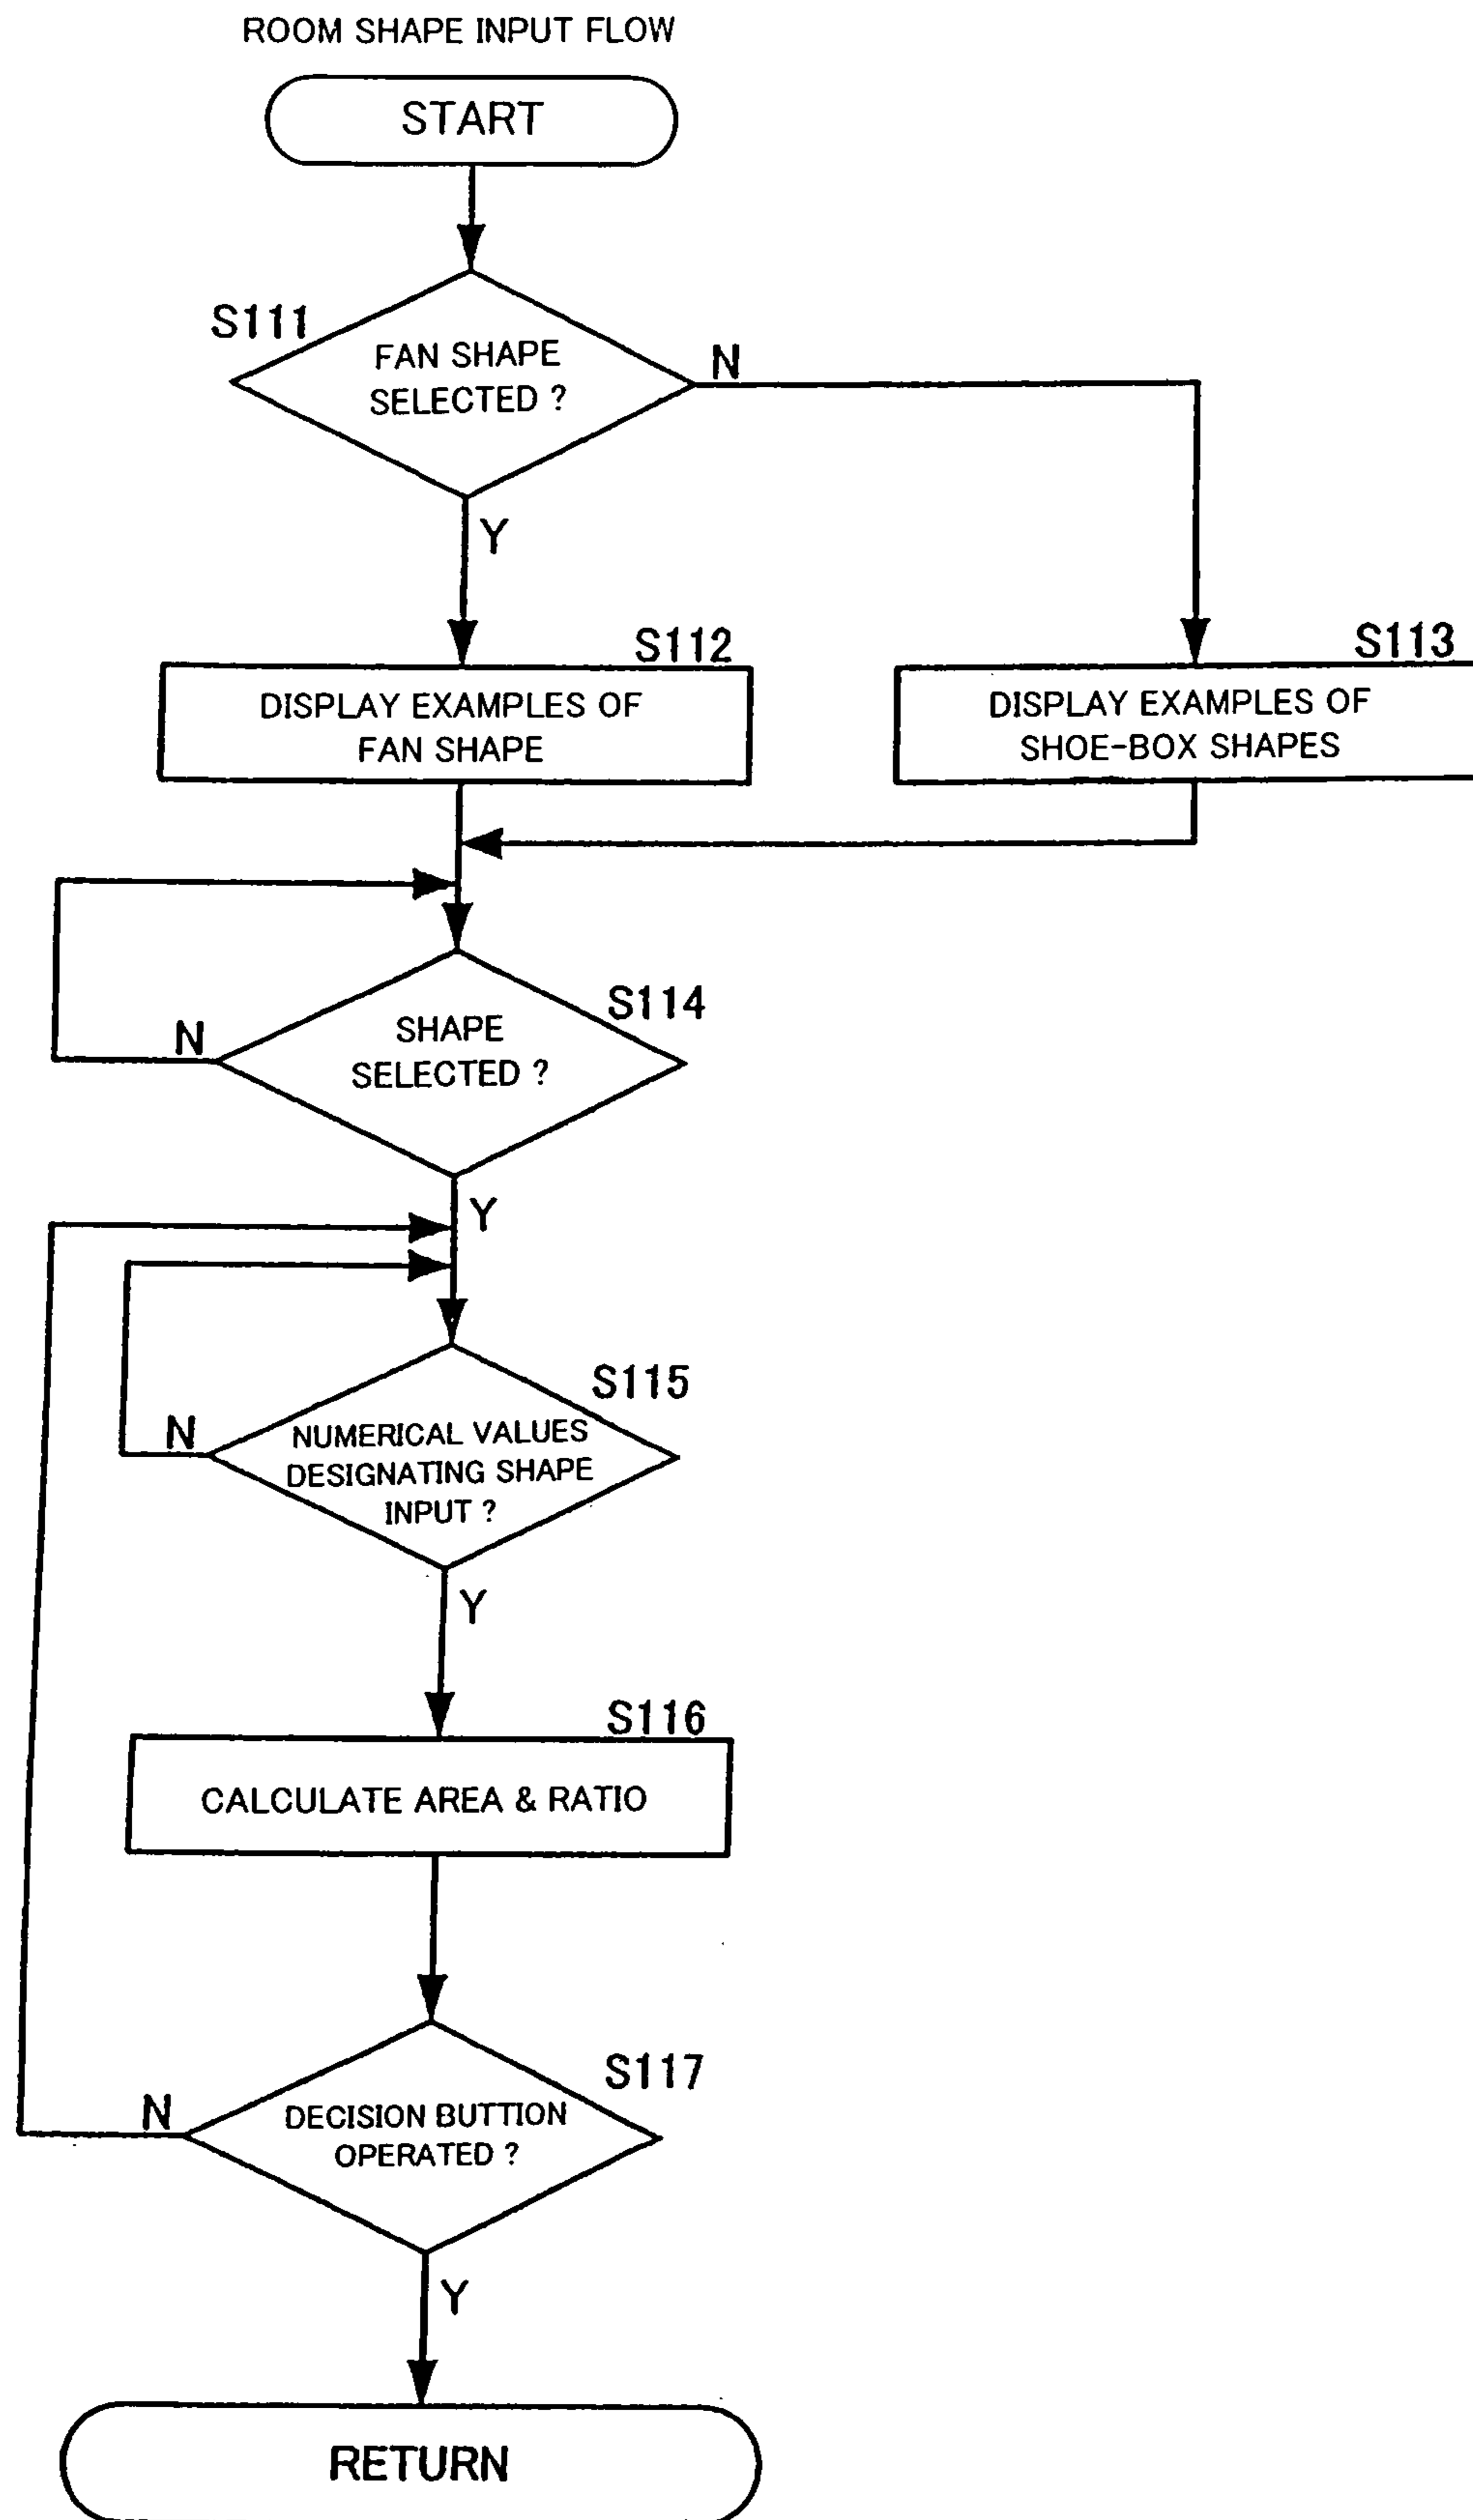 ROOM SHAPE INPUT FLOW
START
S111
FAN SHAPE
SELECTED ?
N
Y
S112
DISPLAY EXAMPLES OF
FAN SHAPE
S113
DISPLAY EXAMPLES OF
SHOE-BOX SHAPES
S114
SHAPE
SELECTED ?
N
Y
S115
NUMERICAL VALUES
DESIGNATING SHAPE
INPUT ?
N
Y
S116
CALCULATE AREA & RATIO
S117
DECISION BUTTION
OPERATED ?
N
Y
RETURN